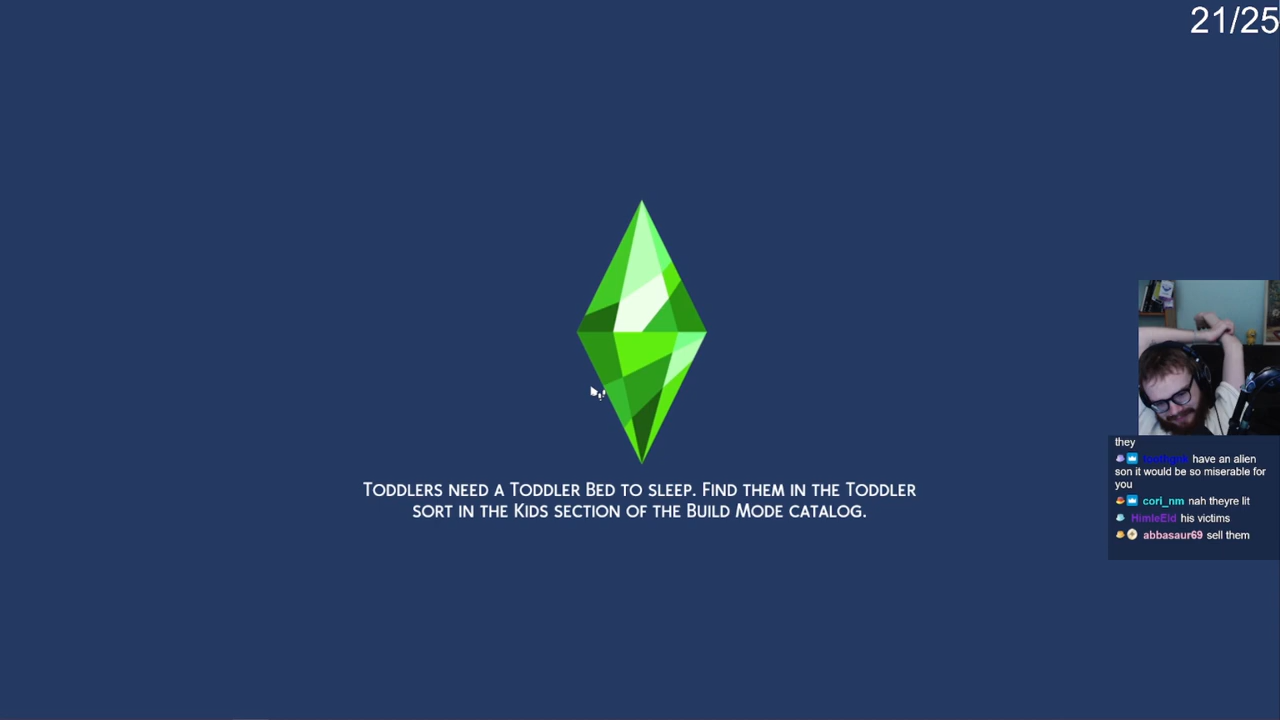 21/25
TODDLERS NEED A TODDLER BED TO SLEEP. FIND THEM IN THE TODDLER
SORT IN THE KIDS SECTION OF THE BUILD MODE CATALOG.
they
have an alien
son it would be so miserable for
you
cori_nm nah theyre lit
HimleEld his victims
abbasaur69 sell them